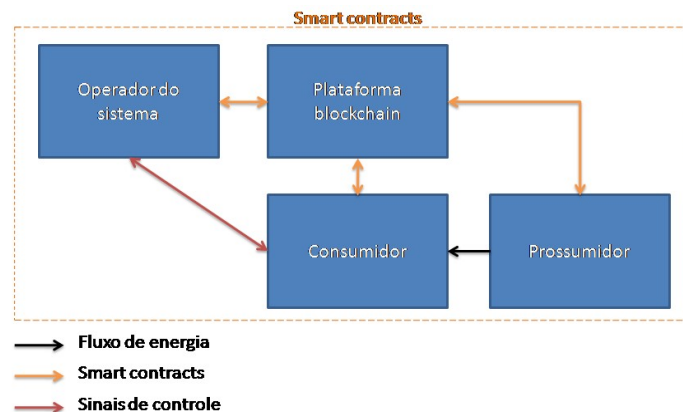 Smart contracts
Operador do
sistema
Plataforma
blockchain
Consumidor
Prossumidor
Fluxo de energia
Smart contracts
Sinais de controle